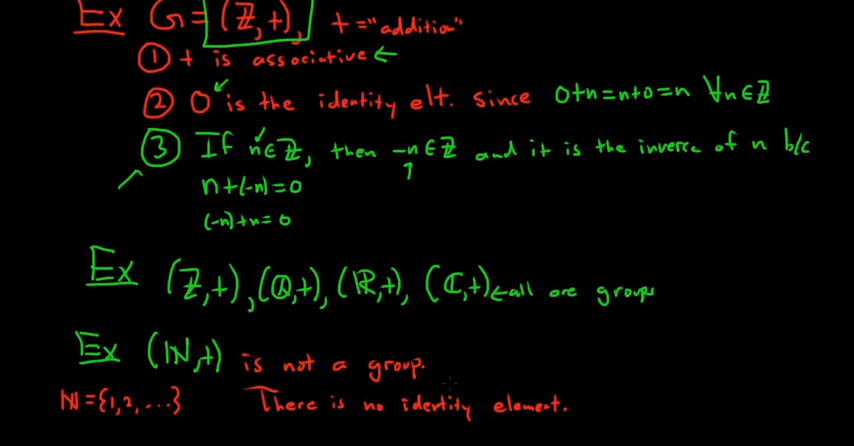 Ex G = (ℤ, +), + = "addition"
① + is associative ←
② 0 is the identity elt. since 0+n=n+0=n ∀n∈ℤ
③ If n∈ℤ, then -n∈ℤ and it is the inverse of n b/c
n+(-n)=0
(-n)+n=0
Ex (ℤ,+), (ℚ,+), (ℝ,+), (ℂ,+) ← all are groups
Ex (ℕ,+) is not a group.
ℕ={1,2,...} There is no identity element.